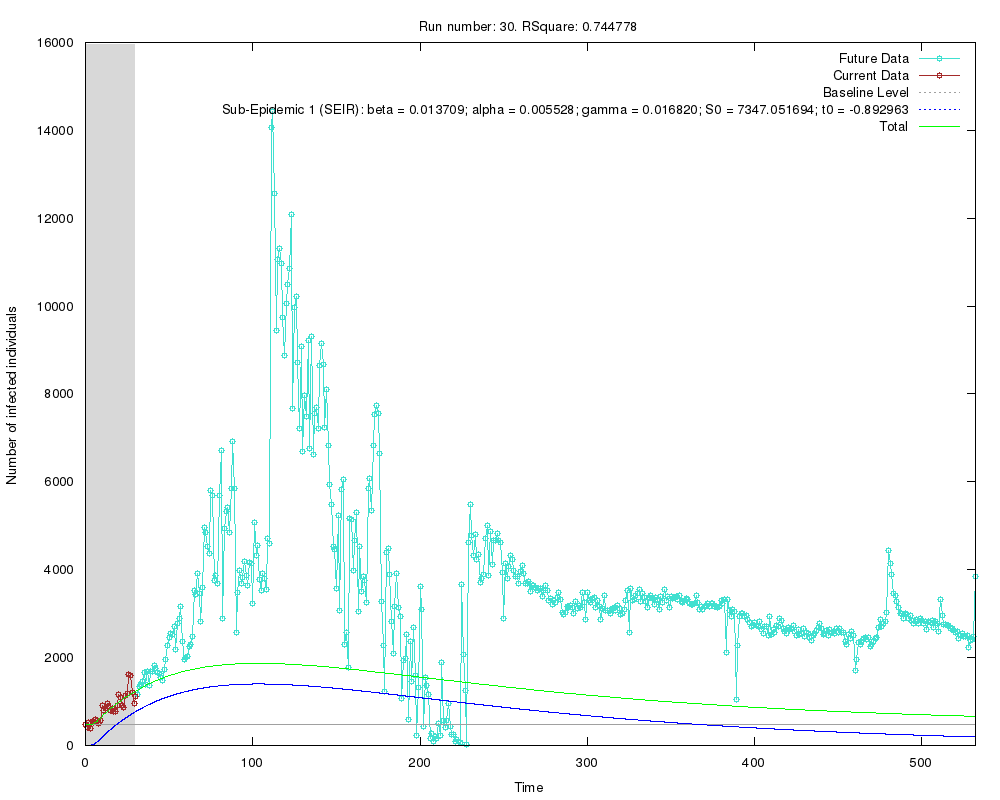 Run number: 30. RSquare: 0.744778
16000
14000
12000
10000
8000
6000
4000
2000
0
Number of infected individuals
Future Data
Current Data
Baseline Level
Sub-Epidemic 1 (SEIR): beta = 0.013709; alpha = 0.005528; gamma = 0.016820; S0 = 7347.051694; t0 = -0.892963
Total
0
100
200
300
400
500
Time